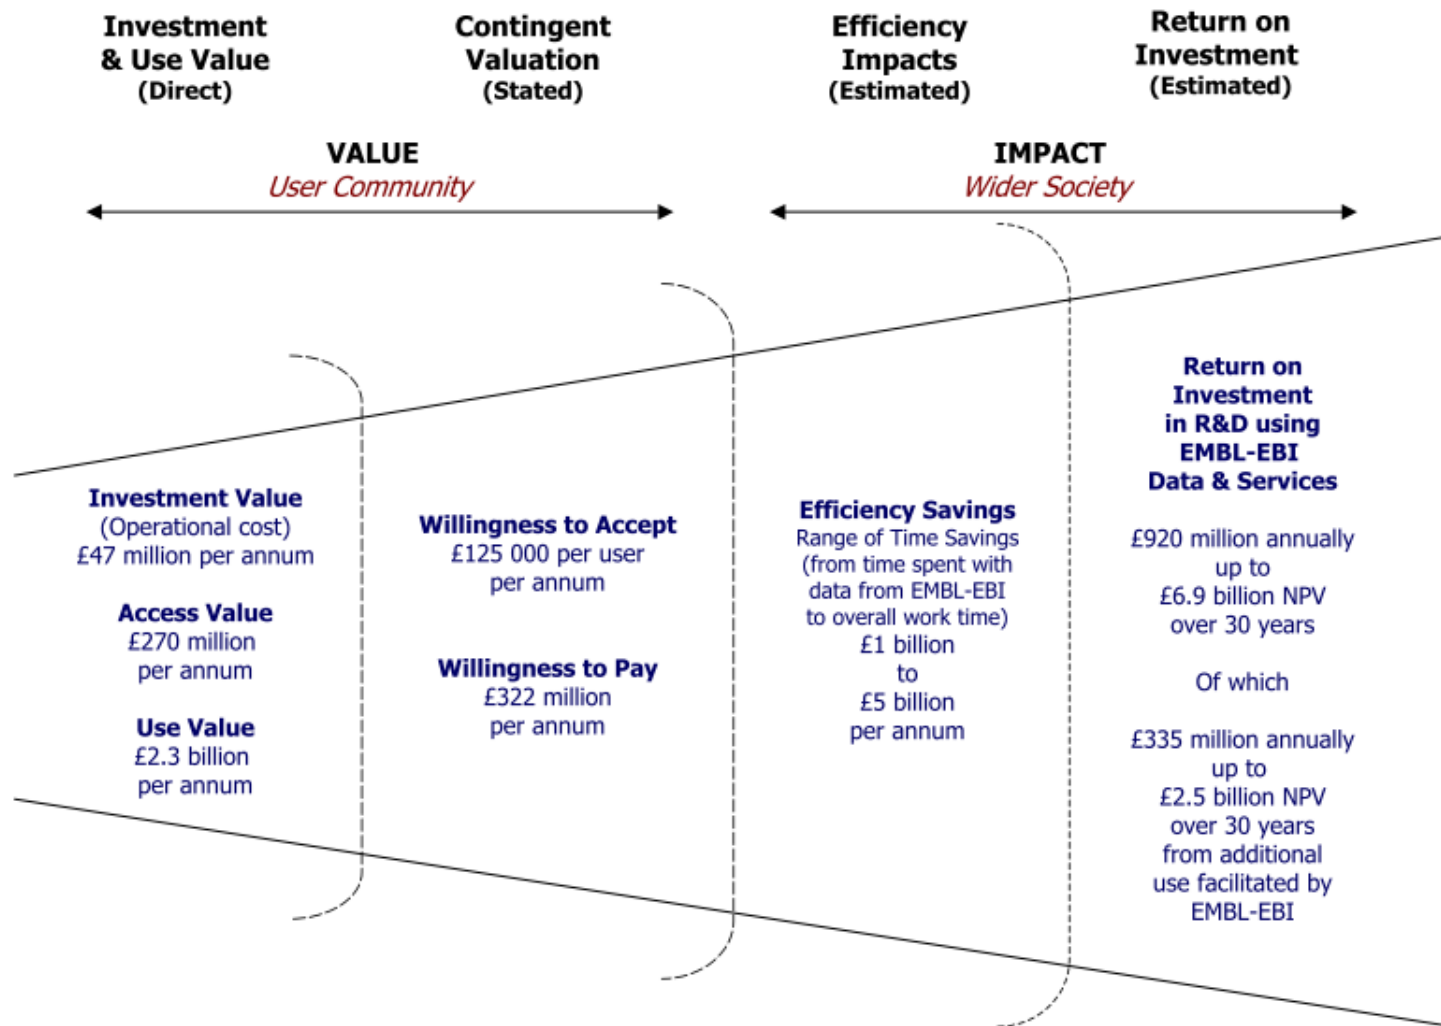 Investment
& Use Value
(Direct)
Contingent
Valuation
(Stated)
Efficiency
Impacts
(Estimated)
Return on
Investment
(Estimated)
VALUE
User Community
IMPACT
Wider Society
Investment Value
(Operational cost)
£47 million per annum
Access Value
£270 million
per annum
Use Value
£2.3 billion
per annum
Willingness to Accept
£125 000 per user
per annum
Willingness to Pay
£322 million
per annum
Efficiency Savings
Range of Time Savings
(from time spent with
data from EMBL-EBI
to overall work time)
£1 billion
to
£5 billion
per annum
Return on
Investment
in R&D using
EMBL-EBI
Data & Services
£920 million annually
up to
£6.9 billion NPV
over 30 years
Of which
£335 million annually
up to
£2.5 billion NPV
over 30 years
from additional
use facilitated by
EMBL-EBI